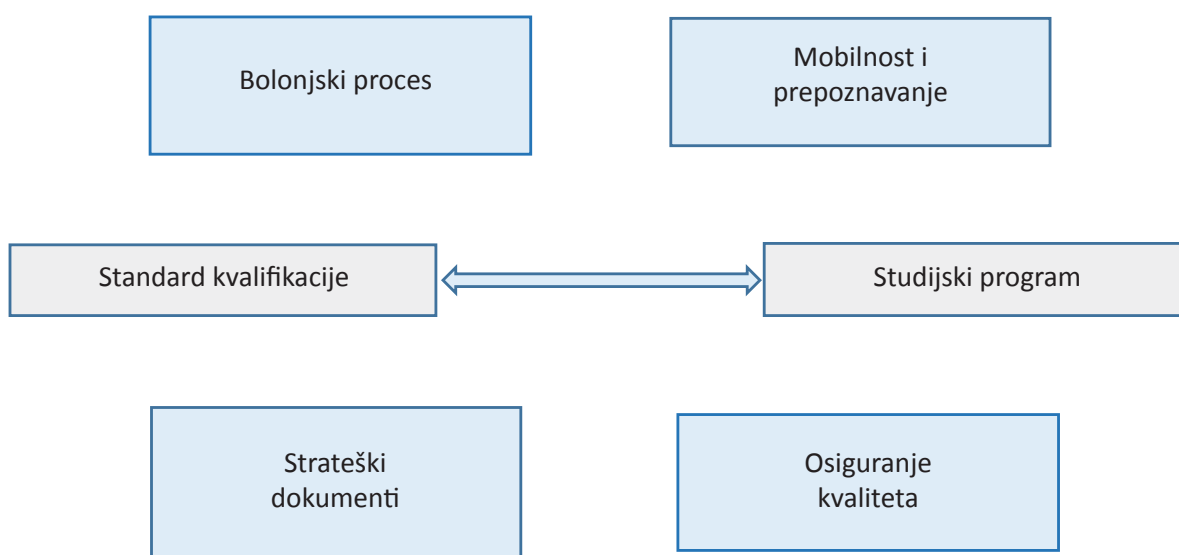 Bolonjski proces
Mobilnost i
prepoznavanje
Standard kvalifikacije
Studijski program
Strateški
dokumenti
Osiguranje
kvaliteta